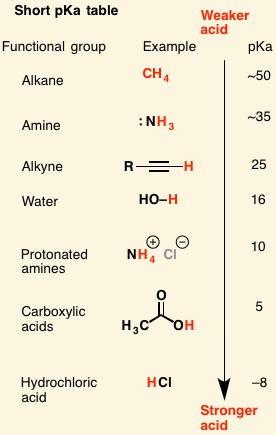 Short pKa table
Weaker
acid
Functional group Example pKa
Alkane CH4 ~50
Amine :NH3 ~35
Alkyne R H 25
Water HO–H 16
Protonated
amines NH4 + Cl – 10
Carboxylic
acids O H3C OH 5
Hydrochloric
acid HCl –8
Stronger
acid